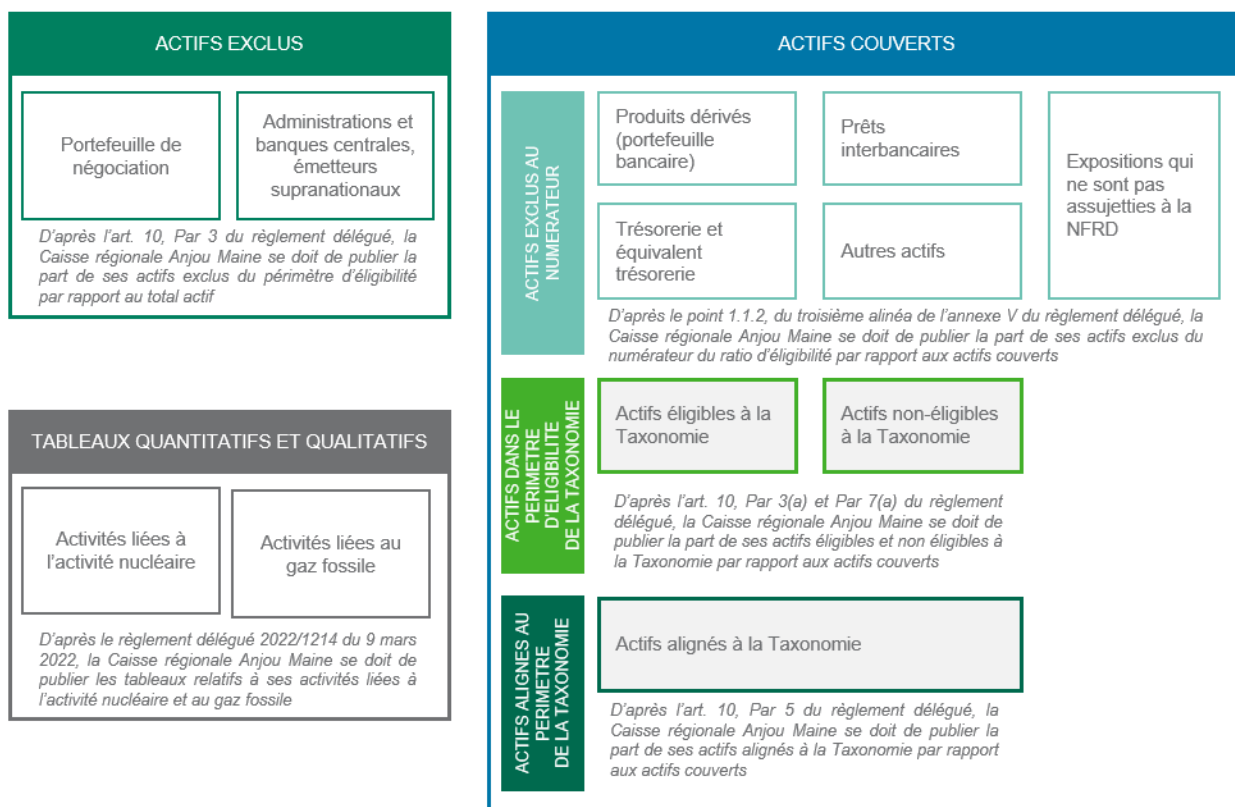 ACTIFS EXCLUS
Portefeuille de
négociation
Administrations et
banques centrales,
émetteurs
supranationaux
D'après l'art. 10, Par 3 du règlement délégué, la
Caisse régionale Anjou Maine se doit de publier la
part de ses actifs exclus du périmètre d'éligibilité
par rapport au total actif
TABLEAUX QUANTITATIFS ET QUALITATIFS
Activités liées à
l'activité nucléaire
Activités liées au
gaz fossile
D'après le règlement délégué 2022/1214 du 9 mars
2022, la Caisse régionale Anjou Maine se doit de
publier les tableaux relatifs à ses activités liées à
l'activité nucléaire et au gaz fossile
ACTIFS COUVERTS
ACTIFS EXCLUS AU
NUMERATEUR
Produits dérivés
(portefeuille
bancaire)
Prêts
interbancaires
Expositions qui
ne sont pas
assujetties à la
NFRD
Trésorerie et
équivalent
trésorerie
Autres actifs
D'après le point 1.1.2, du troisième alinéa de l'annexe V du règlement délégué, la
Caisse régionale Anjou Maine se doit de publier la part de ses actifs exclus du
numérateur du ratio d'éligibilité par rapport aux actifs couverts
ACTIFS DANS LE
PERIMETRE
D'ELIGIBILITE
DE LA TAXONOMIE
Actifs éligibles à la
Taxonomie
Actifs non-éligibles
à la Taxonomie
D'après l'art. 10, Par 3(a) et Par 7(a) du règlement
délégué, la Caisse régionale Anjou Maine se doit de
publier la part de ses actifs éligibles et non éligibles à
la Taxonomie par rapport aux actifs couverts
ACTIFS ALIGNES AU
PERIMETRE
DE LA TAXONOMIE
Actifs alignés à la Taxonomie
D'après l'art. 10, Par 5 du règlement délégué, la
Caisse régionale Anjou Maine se doit de publier la
part de ses actifs alignés à la Taxonomie par rapport
aux actifs couverts